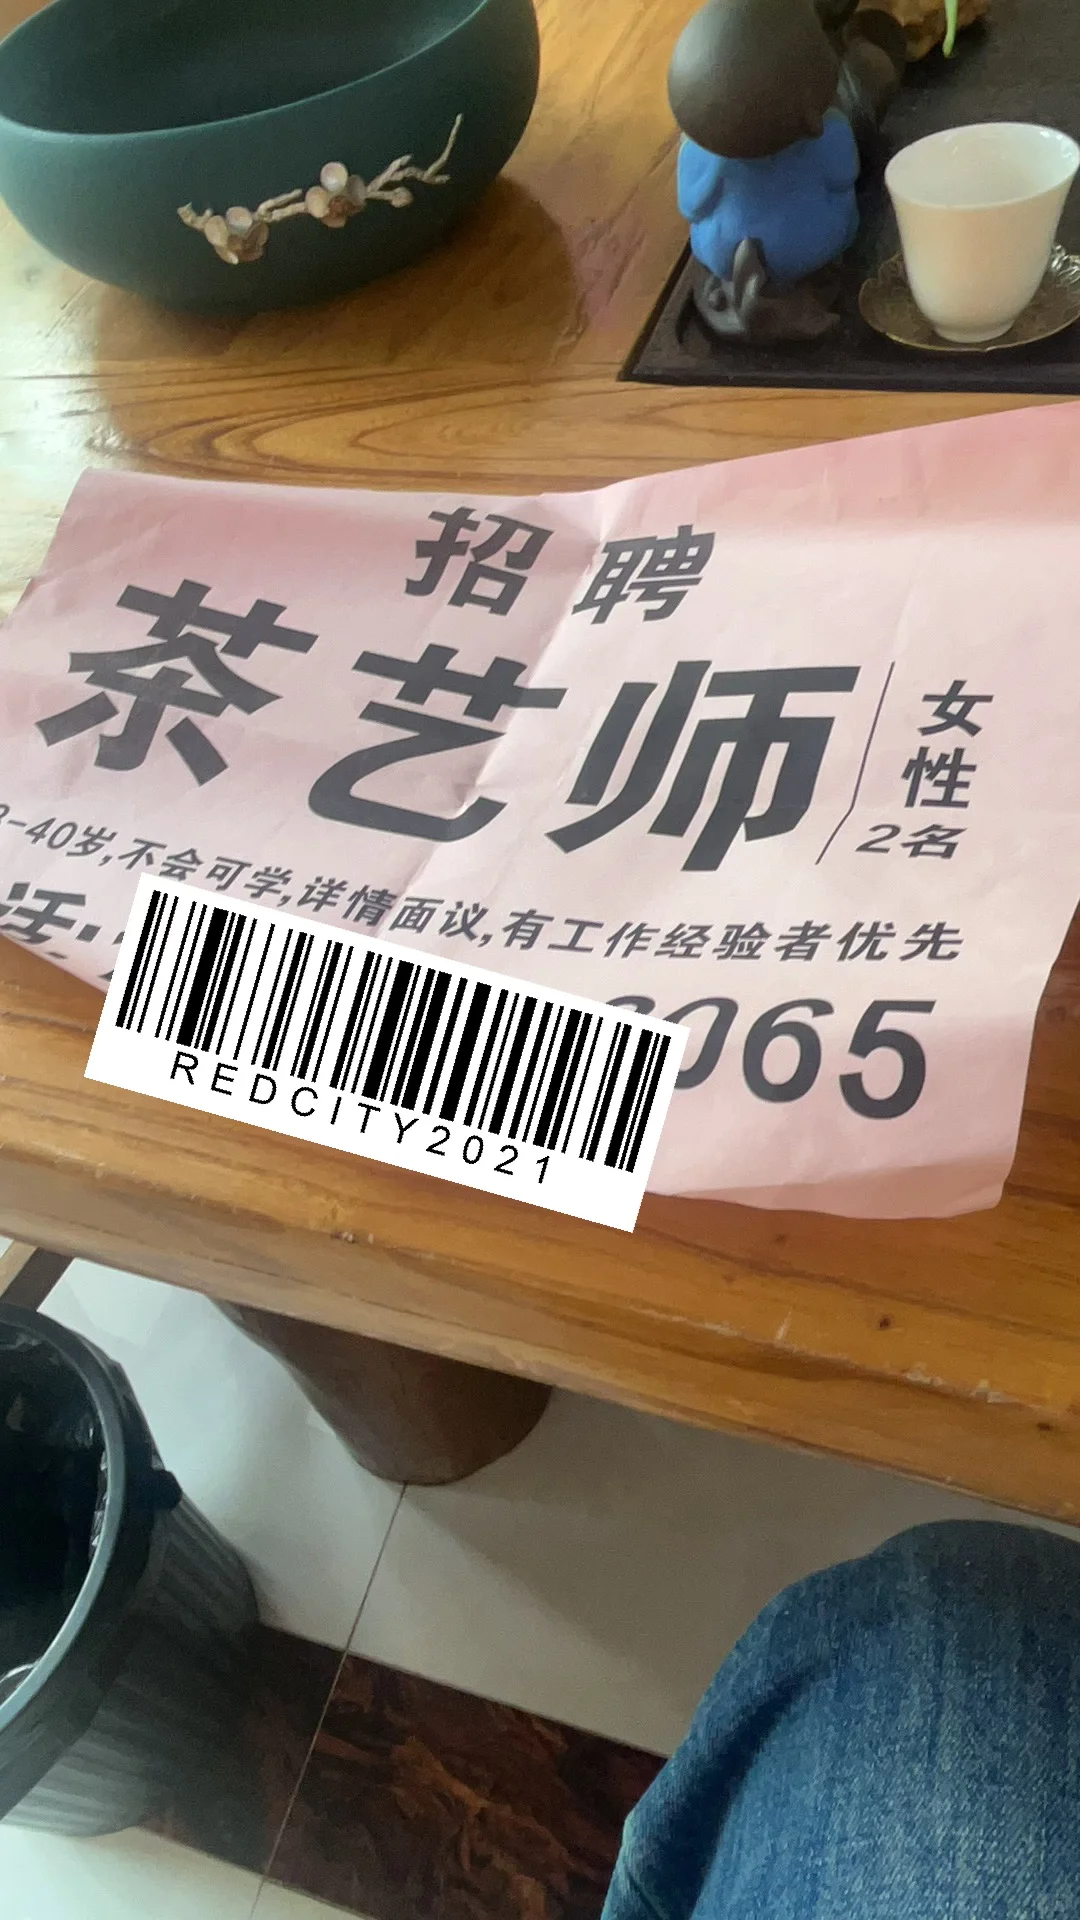 招聘
茶艺师
女性
2名
-40岁,不会可学,详情面议,有工作经验者优先
065
REDCITY2021